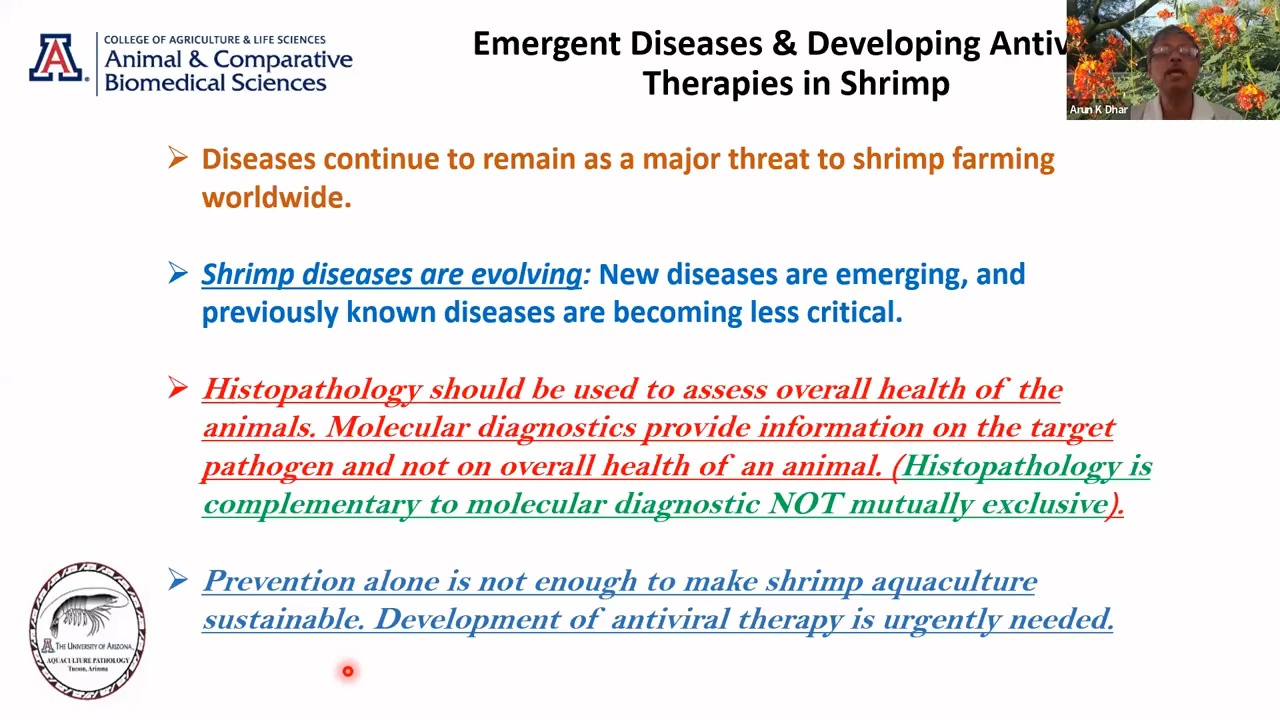 COLLEGE OF AGRICULTURE & LIFE SCIENCES
Animal & Comparative
Biomedical Sciences
Emergent Diseases & Developing Antiv
Therapies in Shrimp
Arun K Dhar
➢ Diseases continue to remain as a major threat to shrimp farming
worldwide.
➢ Shrimp diseases are evolving: New diseases are emerging, and
previously known diseases are becoming less critical.
➢ Histopathology should be used to assess overall health of the
animals. Molecular diagnostics provide information on the target
pathogen and not on overall health of an animal. (Histopathology is
complementary to molecular diagnostic NOT mutually exclusive).
➢ Prevention alone is not enough to make shrimp aquaculture
sustainable. Development of antiviral therapy is urgently needed.
A THE UNIVERSITY OF ARIZONA.
AQUACULTURE PATHOLOGY
Tucson, Arizona